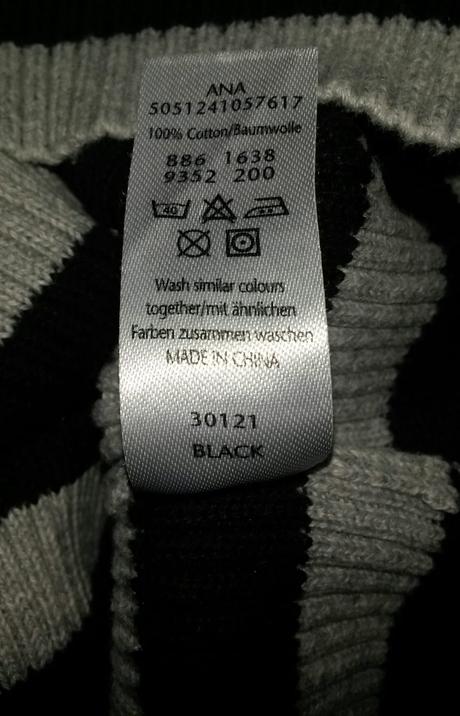 ANA
5051241057617
100% Cotton/Baumwolle
886 1638
9352 200
40
Wash similar colours
together/mit ähnlichen
Farben zusammen waschen
MADE IN CHINA
30121
BLACK